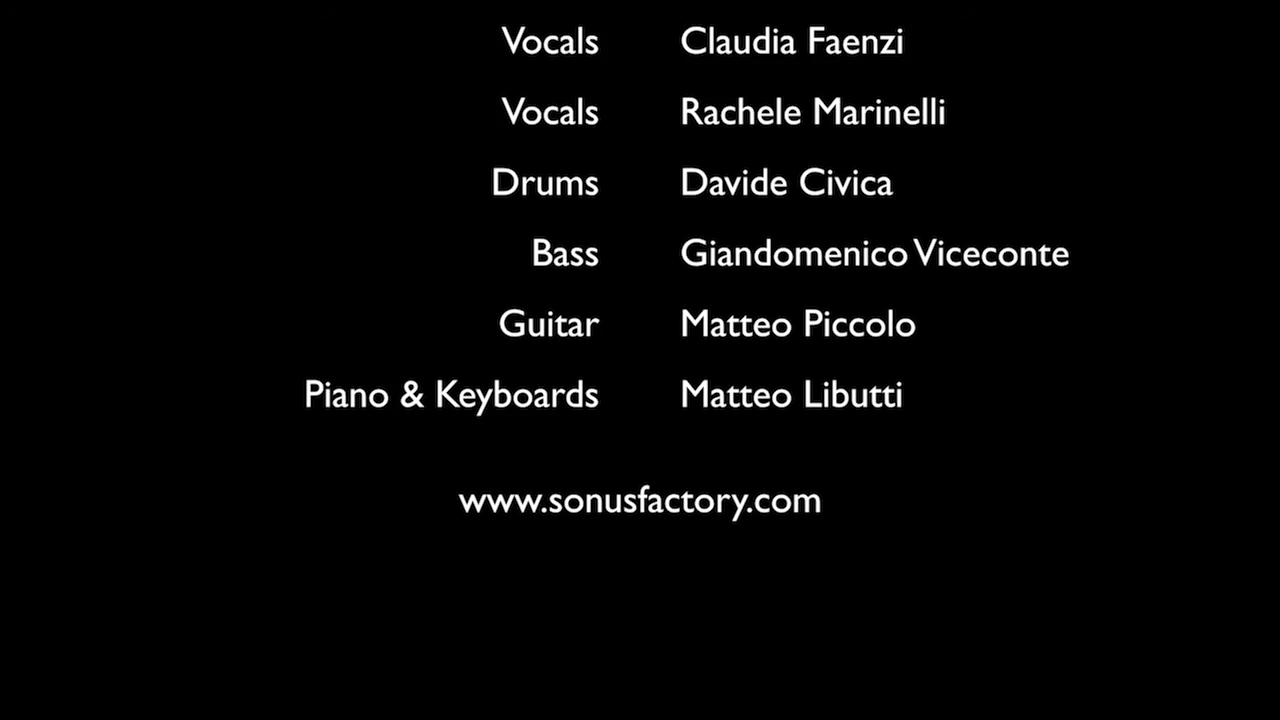 Vocals Claudia Faenzi
Vocals Rachele Marinelli
Drums Davide Civica
Bass Giandomenico Viceconte
Guitar Matteo Piccolo
Piano & Keyboards Matteo Libutti
www.sonusfactory.com